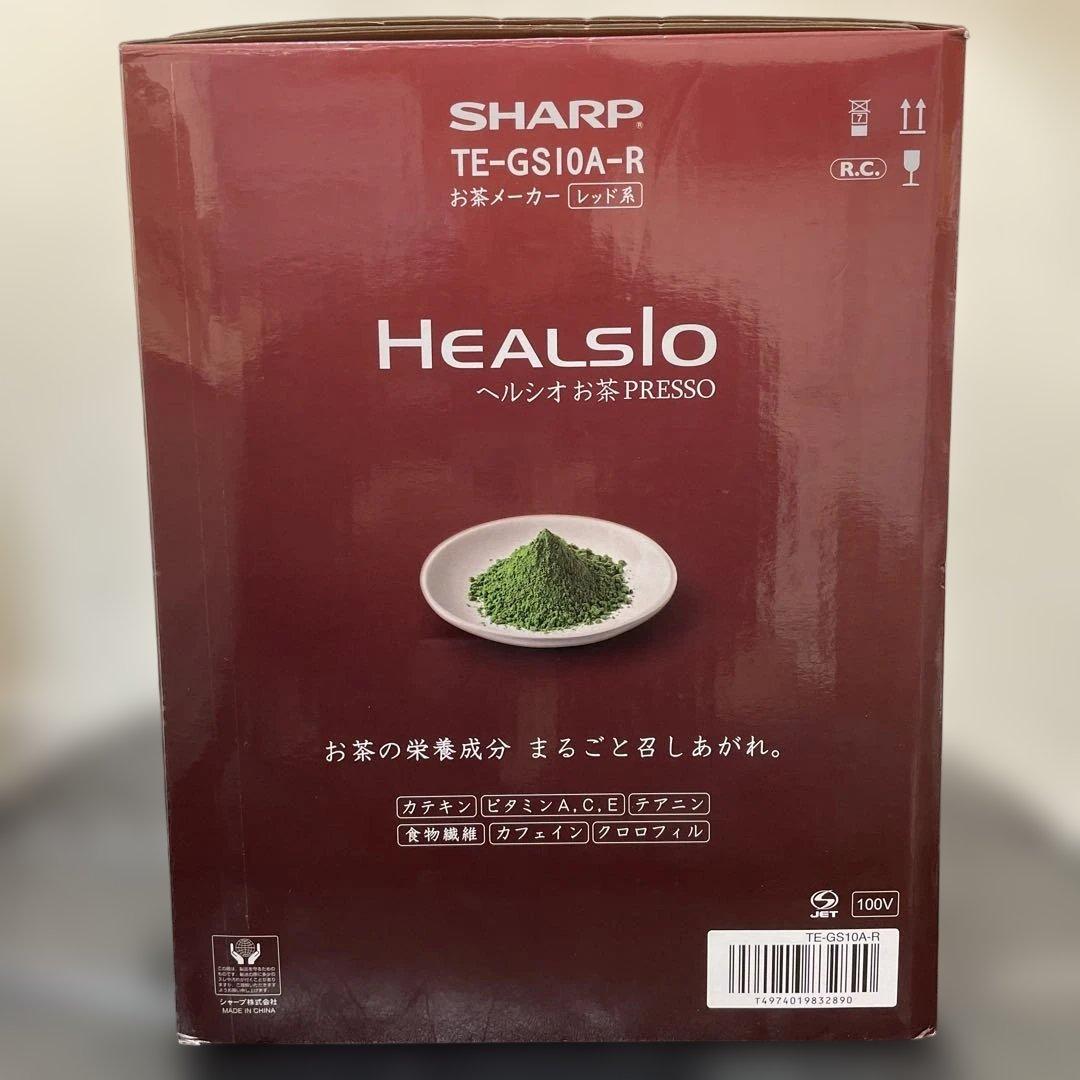 SHARP®
TE-GS10A-R
お茶メーカー レッド系
7
R.C.
HEALSIO
ヘルシオお茶PRESSO
お茶の栄養成分 まるごと召しあがれ。
カテキン ビタミンA,C,E テアニン
食物繊維 カフェイン クロロフィル
JET 100V
TE-GS10A-R
T4974019832890
シャープ株式会社
MADE IN CHINA